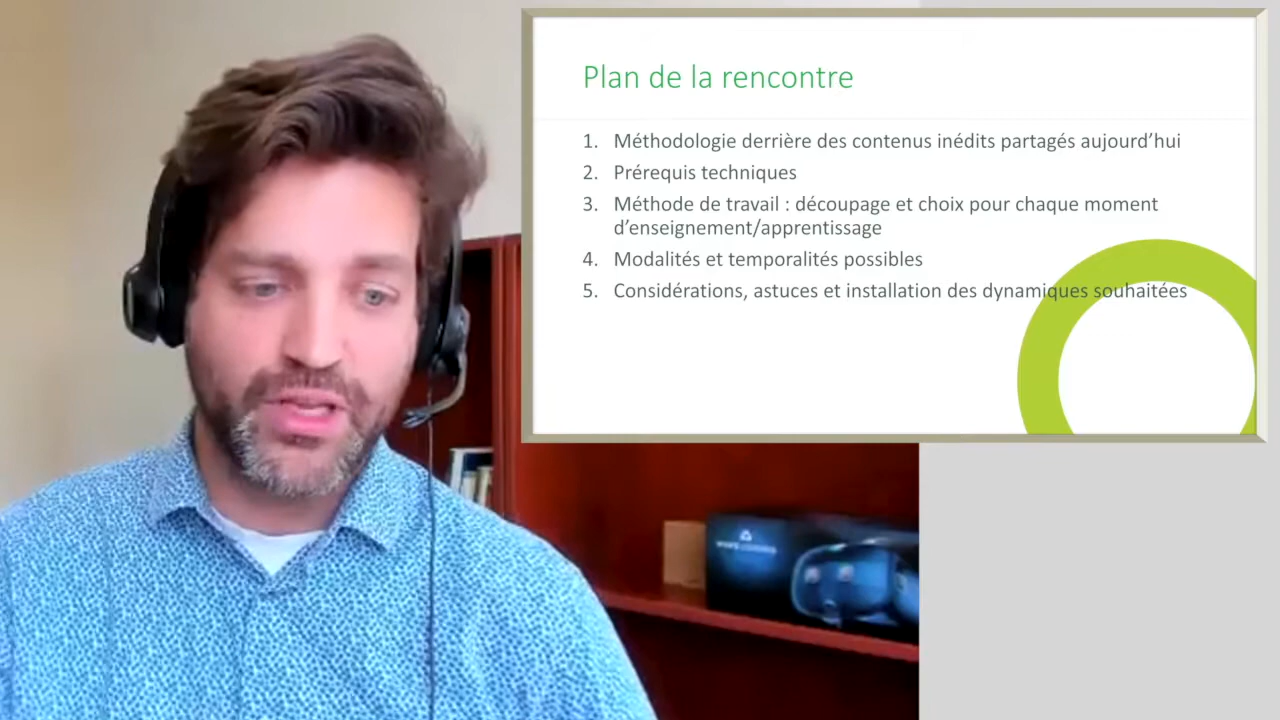 Plan de la rencontre
1. Méthodologie derrière des contenus inédits partagés aujourd’hui
2. Prérequis techniques
3. Méthode de travail : découpage et choix pour chaque moment
d’enseignement/apprentissage
4. Modalités et temporalités possibles
5. Considérations, astuces et installation des dynamiques souhaitées